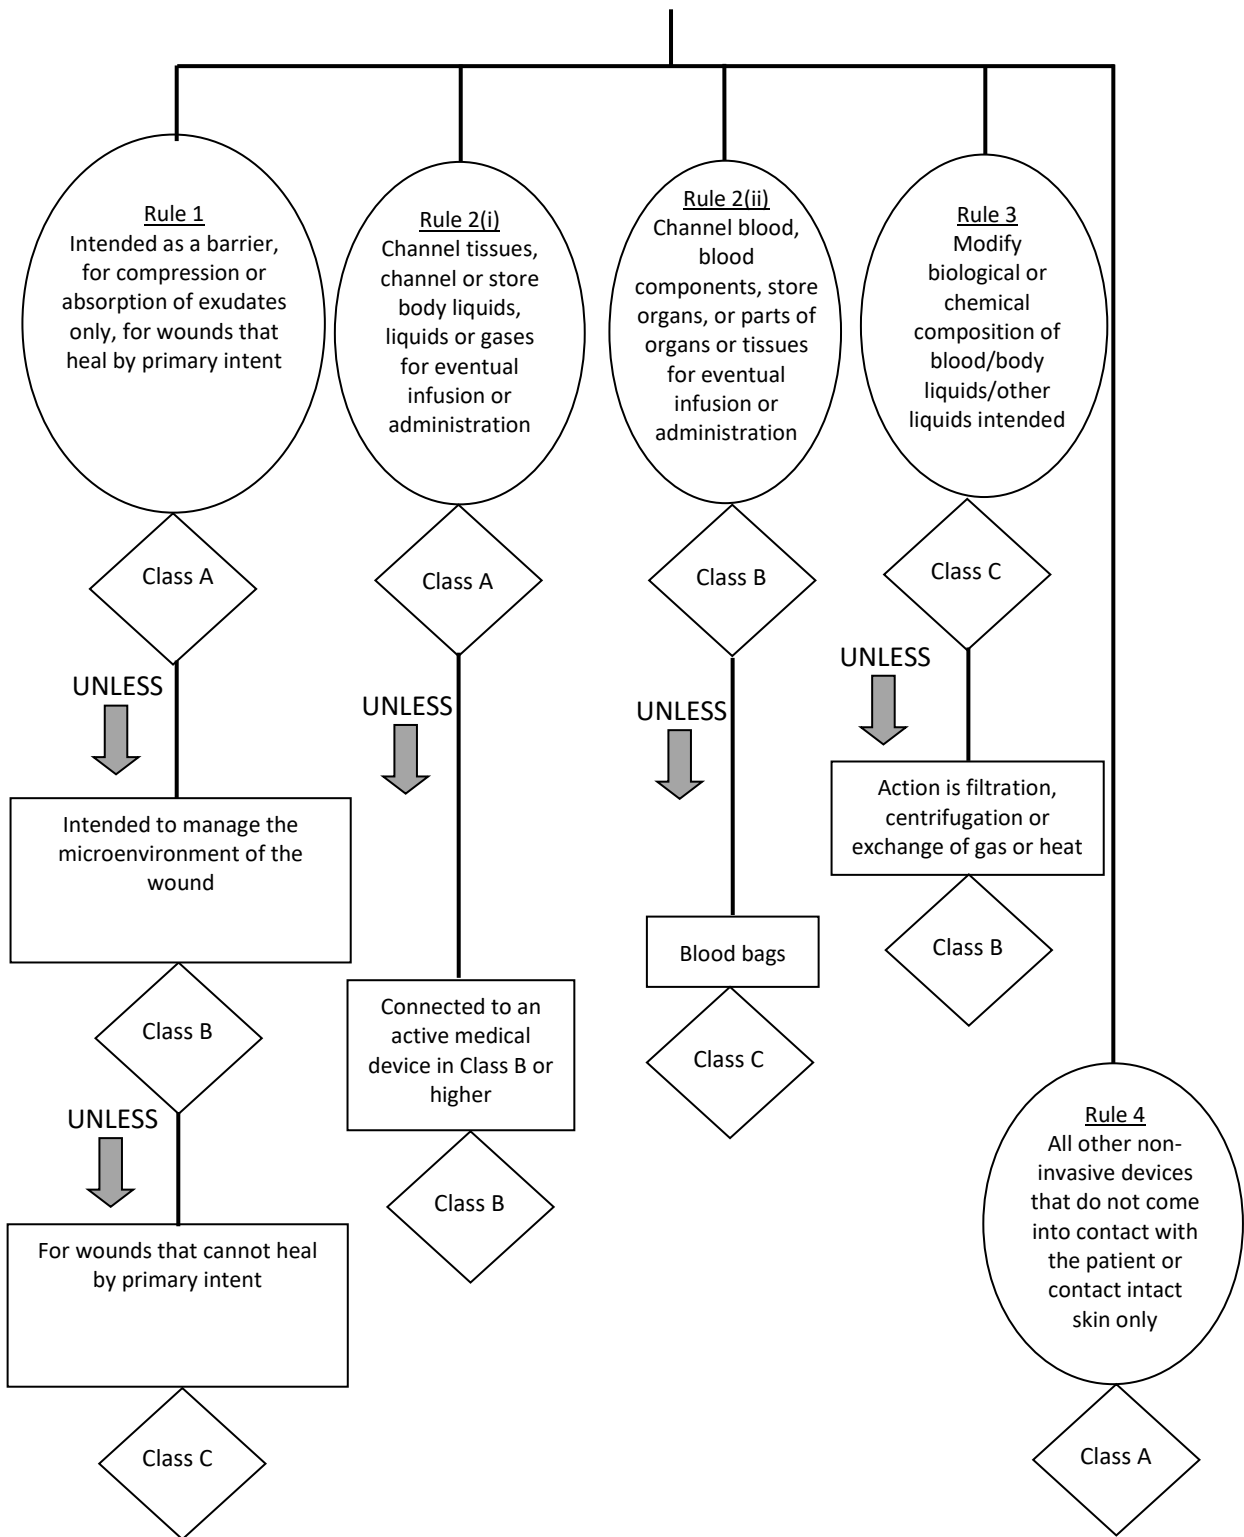 Rule 1
Intended as a barrier,
for compression or
absorption of exudates
only, for wounds that
heal by primary intent
Class A
UNLESS
Intended to manage the
microenvironment of the
wound
Class B
UNLESS
For wounds that cannot heal
by primary intent
Class C
Rule 2(i)
Channel tissues,
channel or store
body liquids,
liquids or gases
for eventual
infusion or
administration
Class A
UNLESS
Connected to an
active medical
device in Class B or
higher
Class B
Rule 2(ii)
Channel blood,
blood
components, store
organs, or parts of
organs or tissues
for eventual
infusion or
administration
Class B
UNLESS
Blood bags
Class C
Rule 3
Modify
biological or
chemical
composition of
blood/body
liquids/other
liquids intended
Class C
UNLESS
Action is filtration,
centrifugation or
exchange of gas or heat
Class B
Rule 4
All other non-
invasive devices
that do not come
into contact with
the patient or
contact intact
skin only
Class A